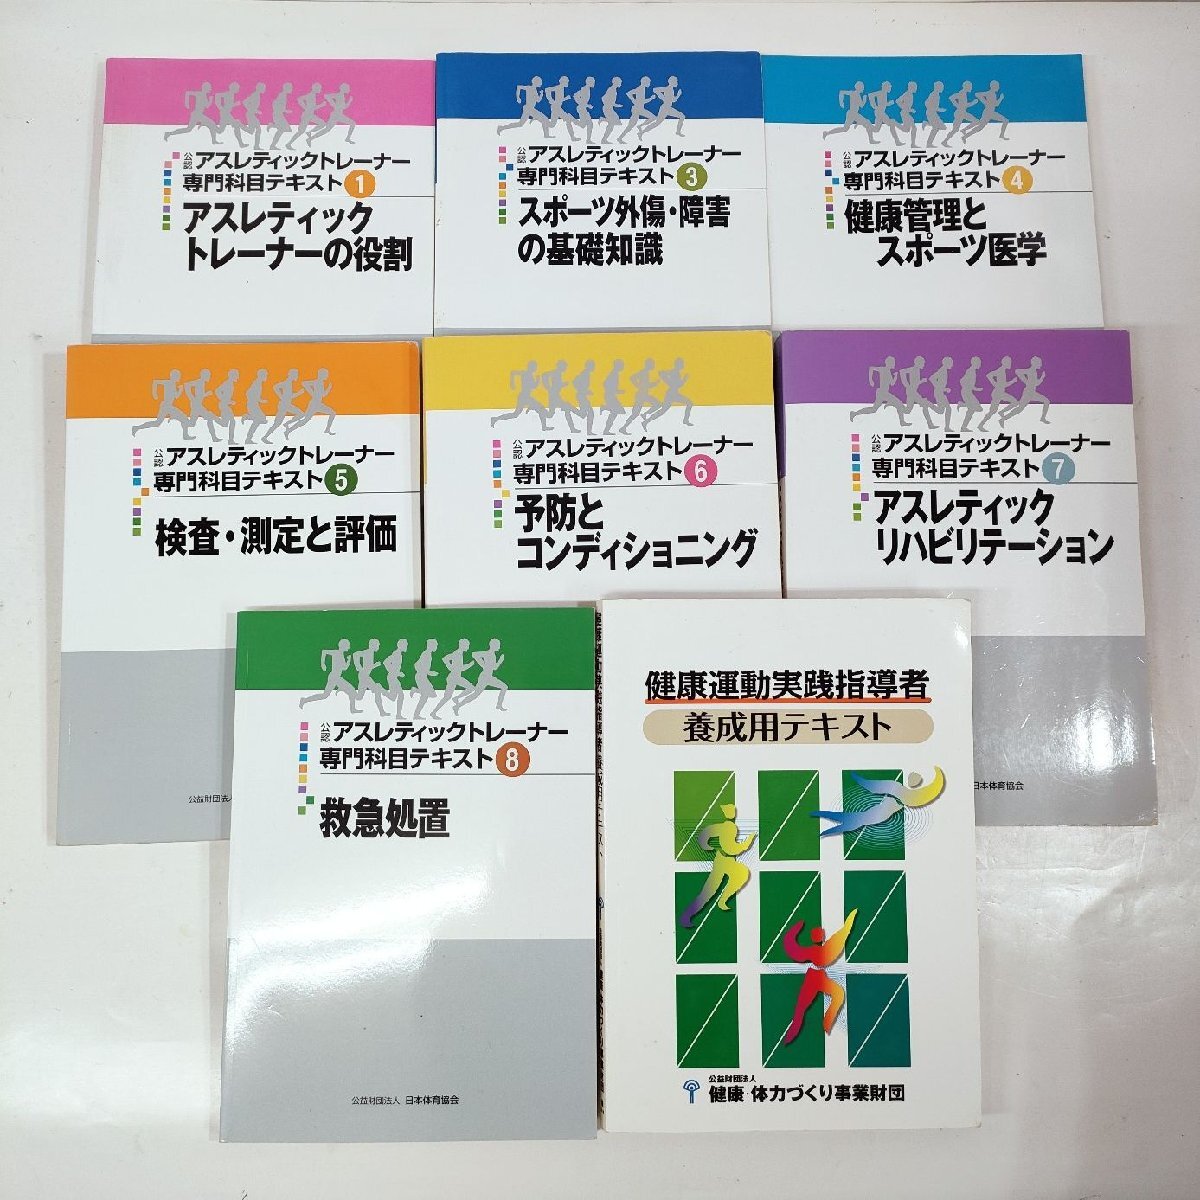 公認 アスレティックトレーナー
専門科目テキスト 1
アスレティック
トレーナーの役割
公認 アスレティックトレーナー
専門科目テキスト 3
スポーツ外傷・障害
の基礎知識
公認 アスレティックトレーナー
専門科目テキスト 4
健康管理と
スポーツ医学
公認 アスレティックトレーナー
専門科目テキスト 5
検査・測定と評価
公益財団法
公認 アスレティックトレーナー
専門科目テキスト 6
予防と
コンディショニング
公認 アスレティックトレーナー
専門科目テキスト 7
アスレティック
リハビリテーション
日本体育協会
公認 アスレティックトレーナー
専門科目テキスト 8
救急処置
公益財団法人 日本体育協会
健康運動実践指導者
養成用テキスト
公益財団法人
健康・体力づくり事業財団